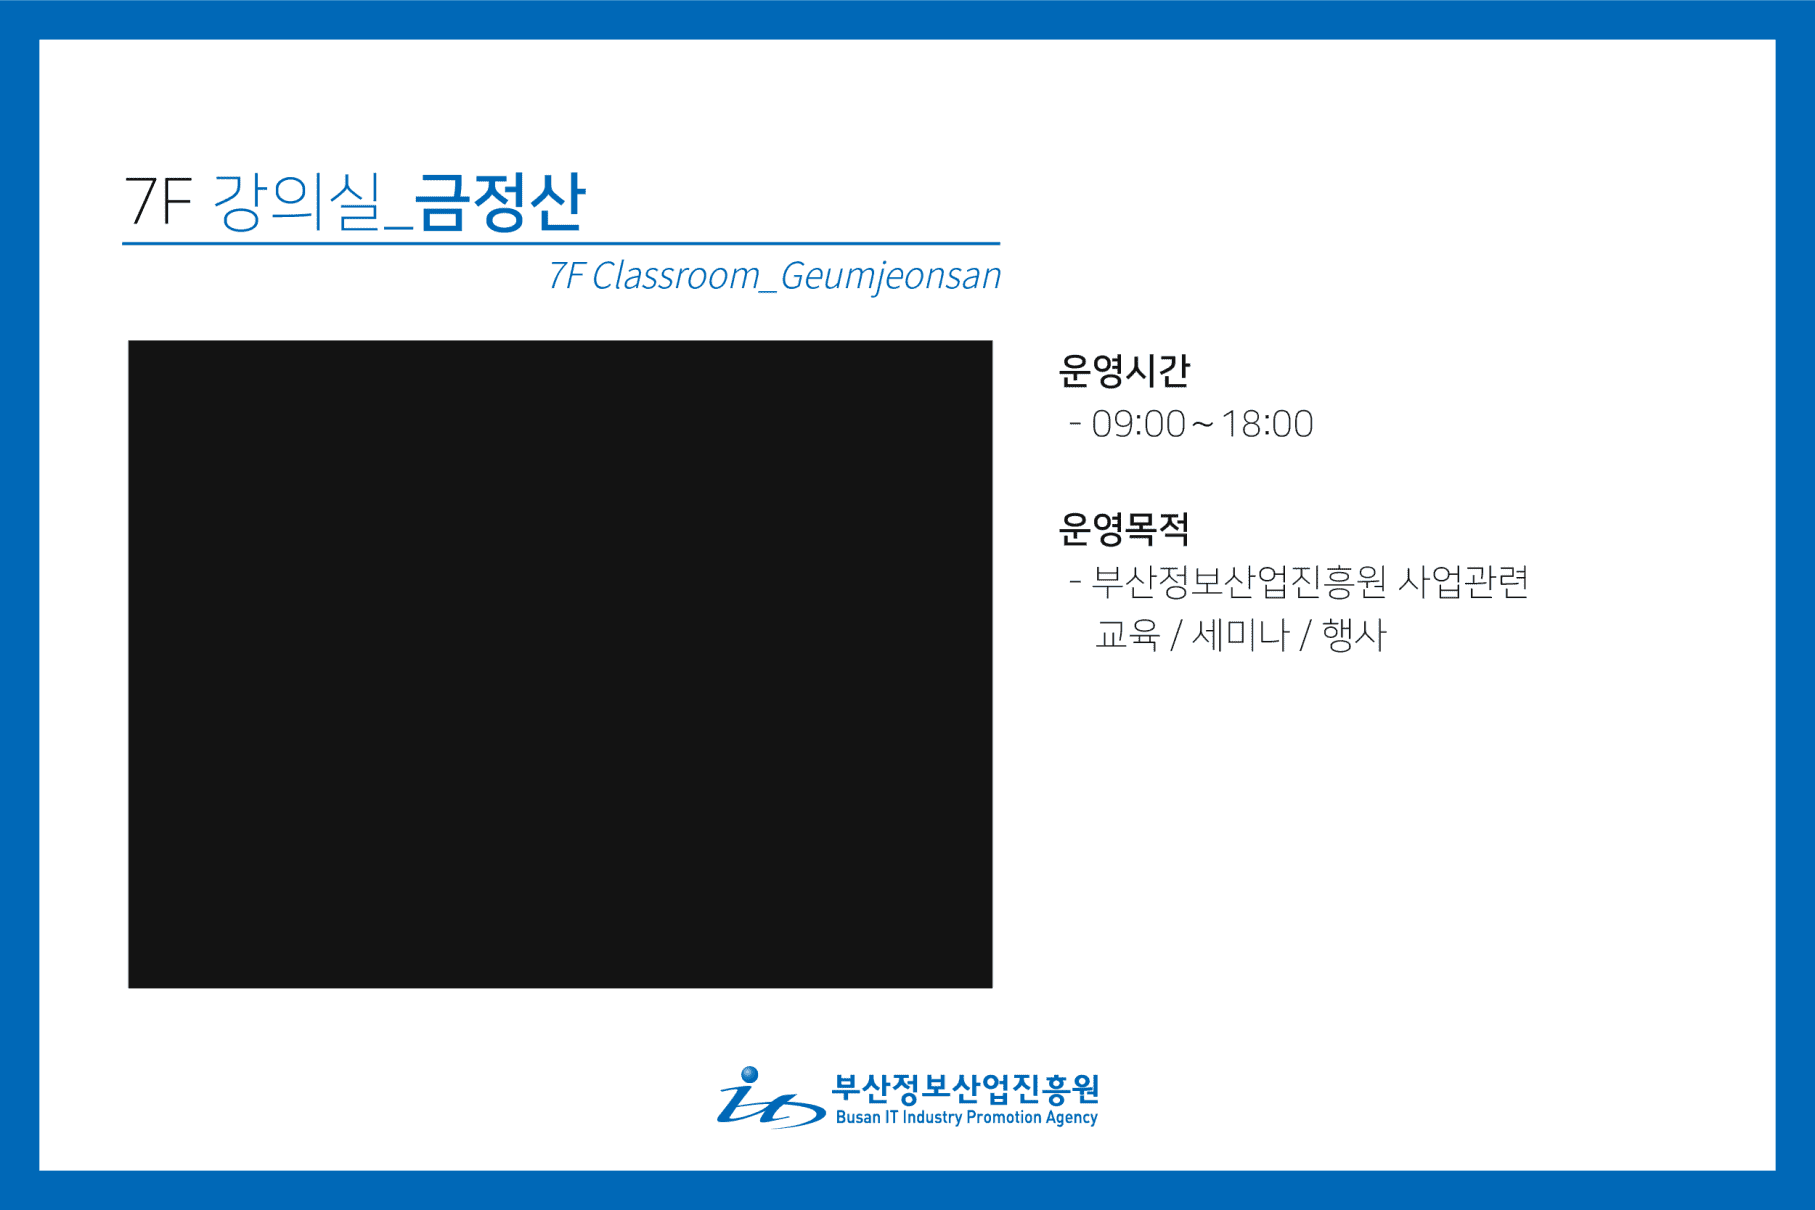 7F 강의실_금정산
7F Classroom_Geumjeonsan
운영시간
- 09:00~18:00
운영목적
- 부산정보산업진흥원 사업관련
교육 / 세미나 / 행사
부산정보산업진흥원
Busan IT Industry Promotion Agency